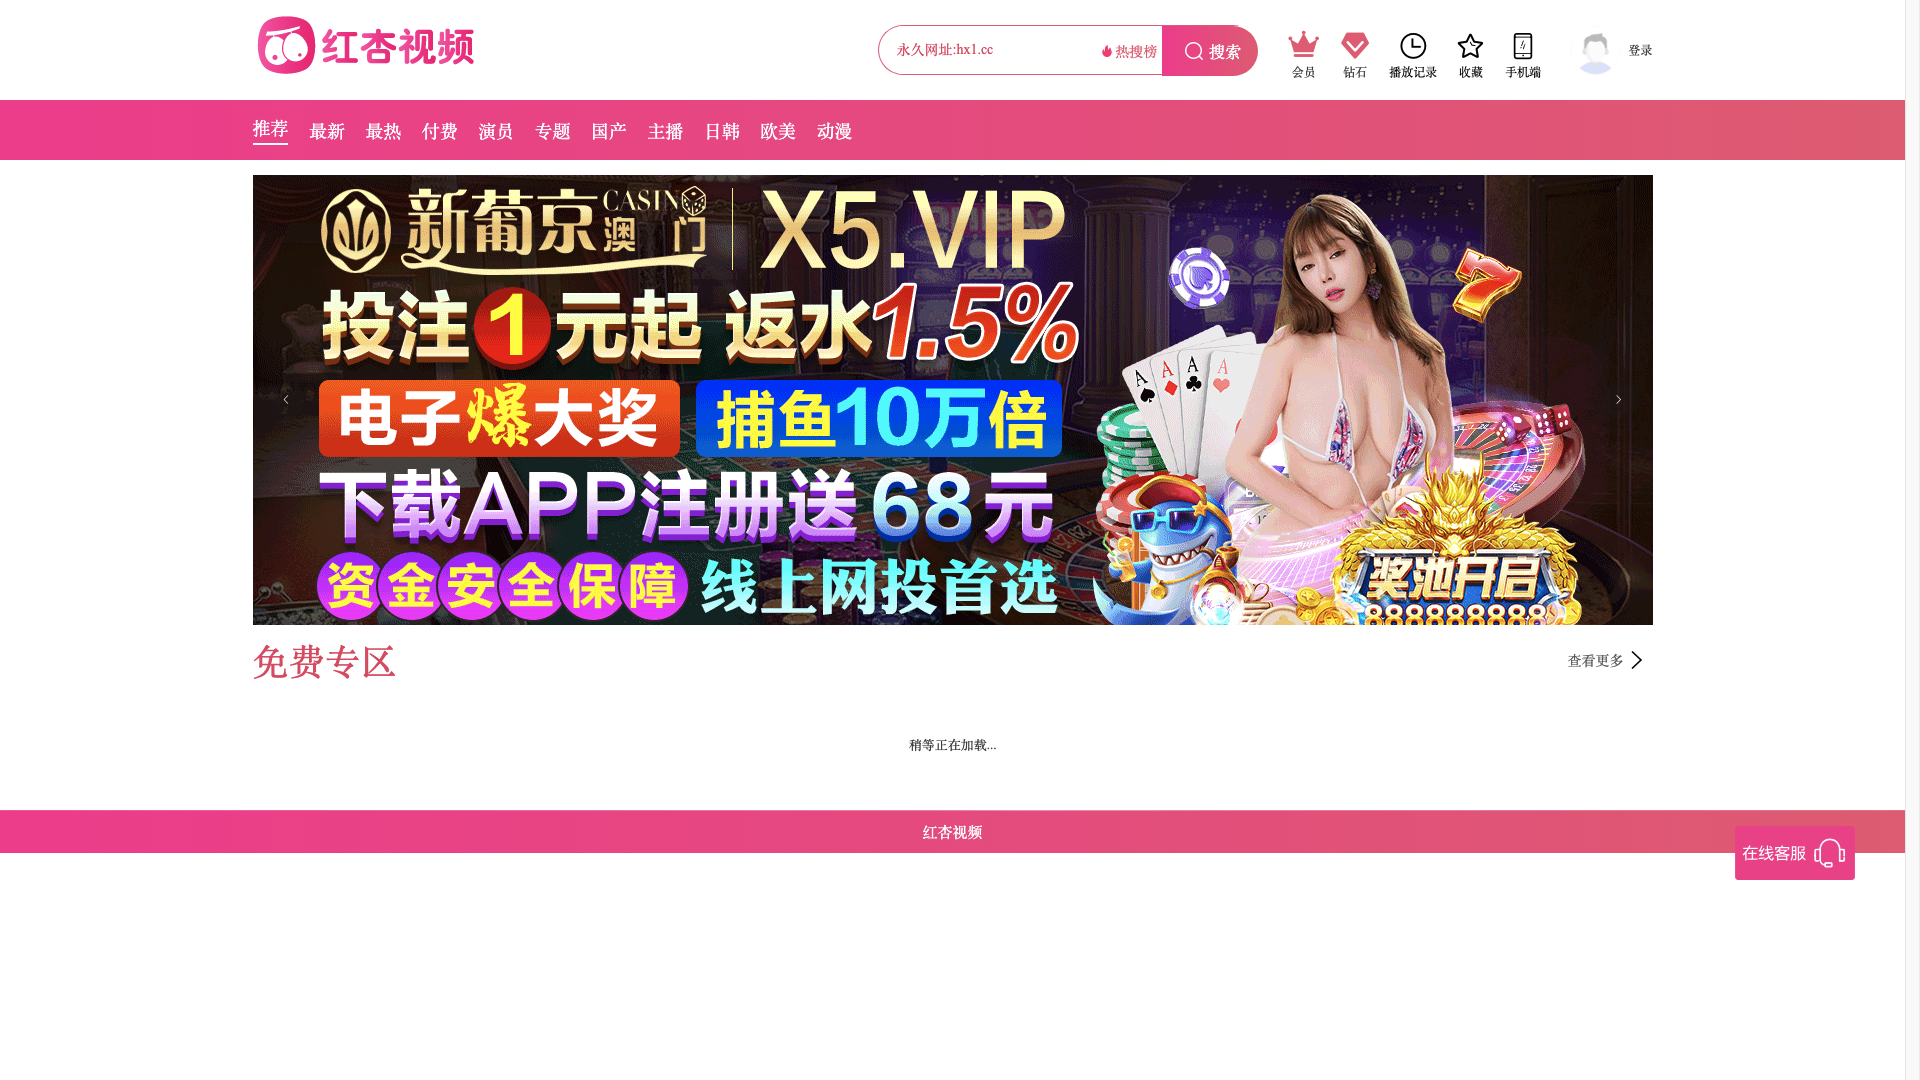 红杏视频
永久网址:hx1.cc
热搜榜
搜索
会员
钻石
播放记录
收藏
手机端
登录
推荐 最新 最热 付费 演员 专题 国产 主播 日韩 欧美 动漫
新葡京 CASINO 澳门 X5.VIP
投注1元起 返水1.5%
电子爆大奖 捕鱼10万倍
下载APP注册送68元
资金安全保障 线上网投首选
A A A A
7
奖池开启
888888888
免费专区
查看更多
稍等正在加载...
红杏视频
在线客服